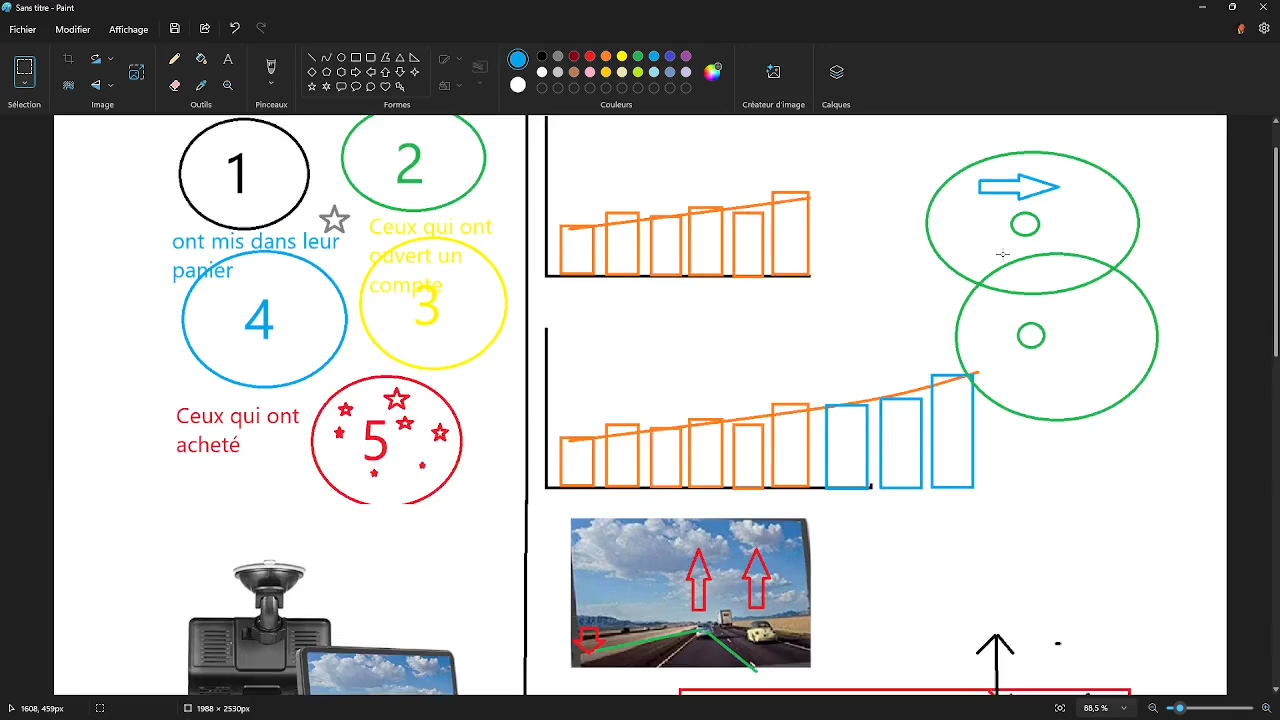 Sans titre - Paint
Fichier Modifier Affichage
Sélection Image Outils Pinceaux Formes Couleurs Créateur d'image Calques
1
2
ont mis dans leur
panier
Ceux qui ont
ouvert un
compte
4
3
Ceux qui ont
acheté
5
1608, 459px
1988 × 2530px
88,5 %